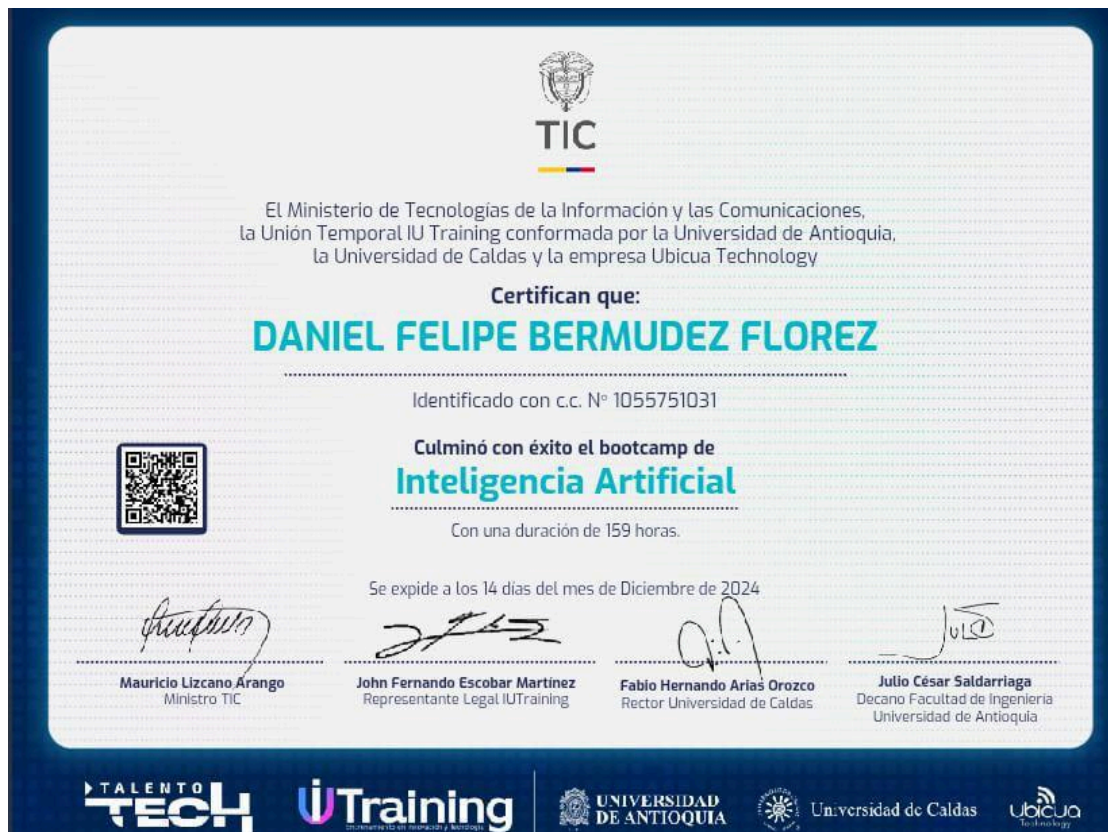 TIC
El Ministerio de Tecnologías de la Información y las Comunicaciones,
la Unión Temporal IU Training conformada por la Universidad de Antioquia,
la Universidad de Caldas y la empresa Ubicua Technology
Certifican que:
DANIEL FELIPE BERMUDEZ FLOREZ
Identificado con c.c. Nº 1055751031
Culminó con éxito el bootcamp de
Inteligencia Artificial
Con una duración de 159 horas.
Se expide a los 14 días del mes de Diciembre de 2024
Mauricio Lizcano Arango
Ministro TIC
John Fernando Escobar Martínez
Representante Legal IUTraining
Fabio Hernando Arias Orozco
Rector Universidad de Caldas
Julio César Saldarriaga
Decano Facultad de Ingeniería
Universidad de Antioquia
TALENTO
TECH
iUTraining
Entrenamiento en innovación y tecnología
UNIVERSIDAD
DE ANTIOQUIA
Universidad de Caldas
Ubicua
Technology